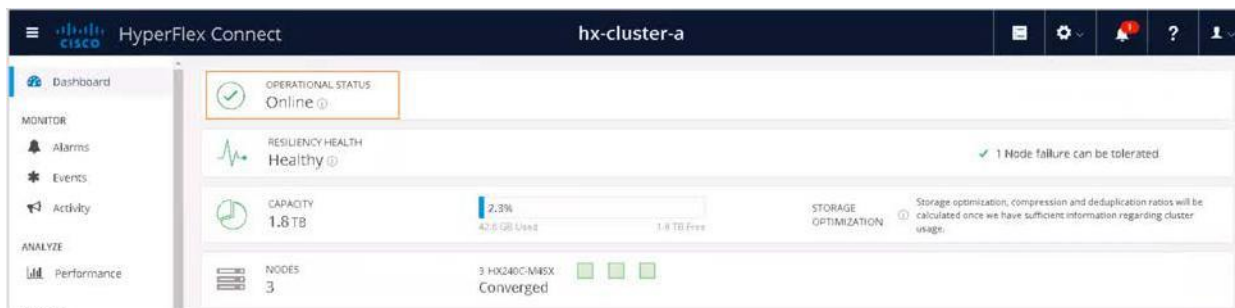 CISCO HyperFlex Connect hx-cluster-a 1 ?
Dashboard
OPERATIONAL STATUS
Online
MONITOR
Alarms
Events
Activity
ANALYZE
Performance
RESILIENCY HEALTH
Healthy
✓ 1 Node failure can be tolerated
CAPACITY
1.8 TB
2.3%
42.8 GB Used 1.8 TB Free
STORAGE
OPTIMIZATION
Storage optimization, compression and deduplication ratios will be
calculated once we have sufficient information regarding cluster
usage.
NODES
3
3 HX240C-M4SX
Converged